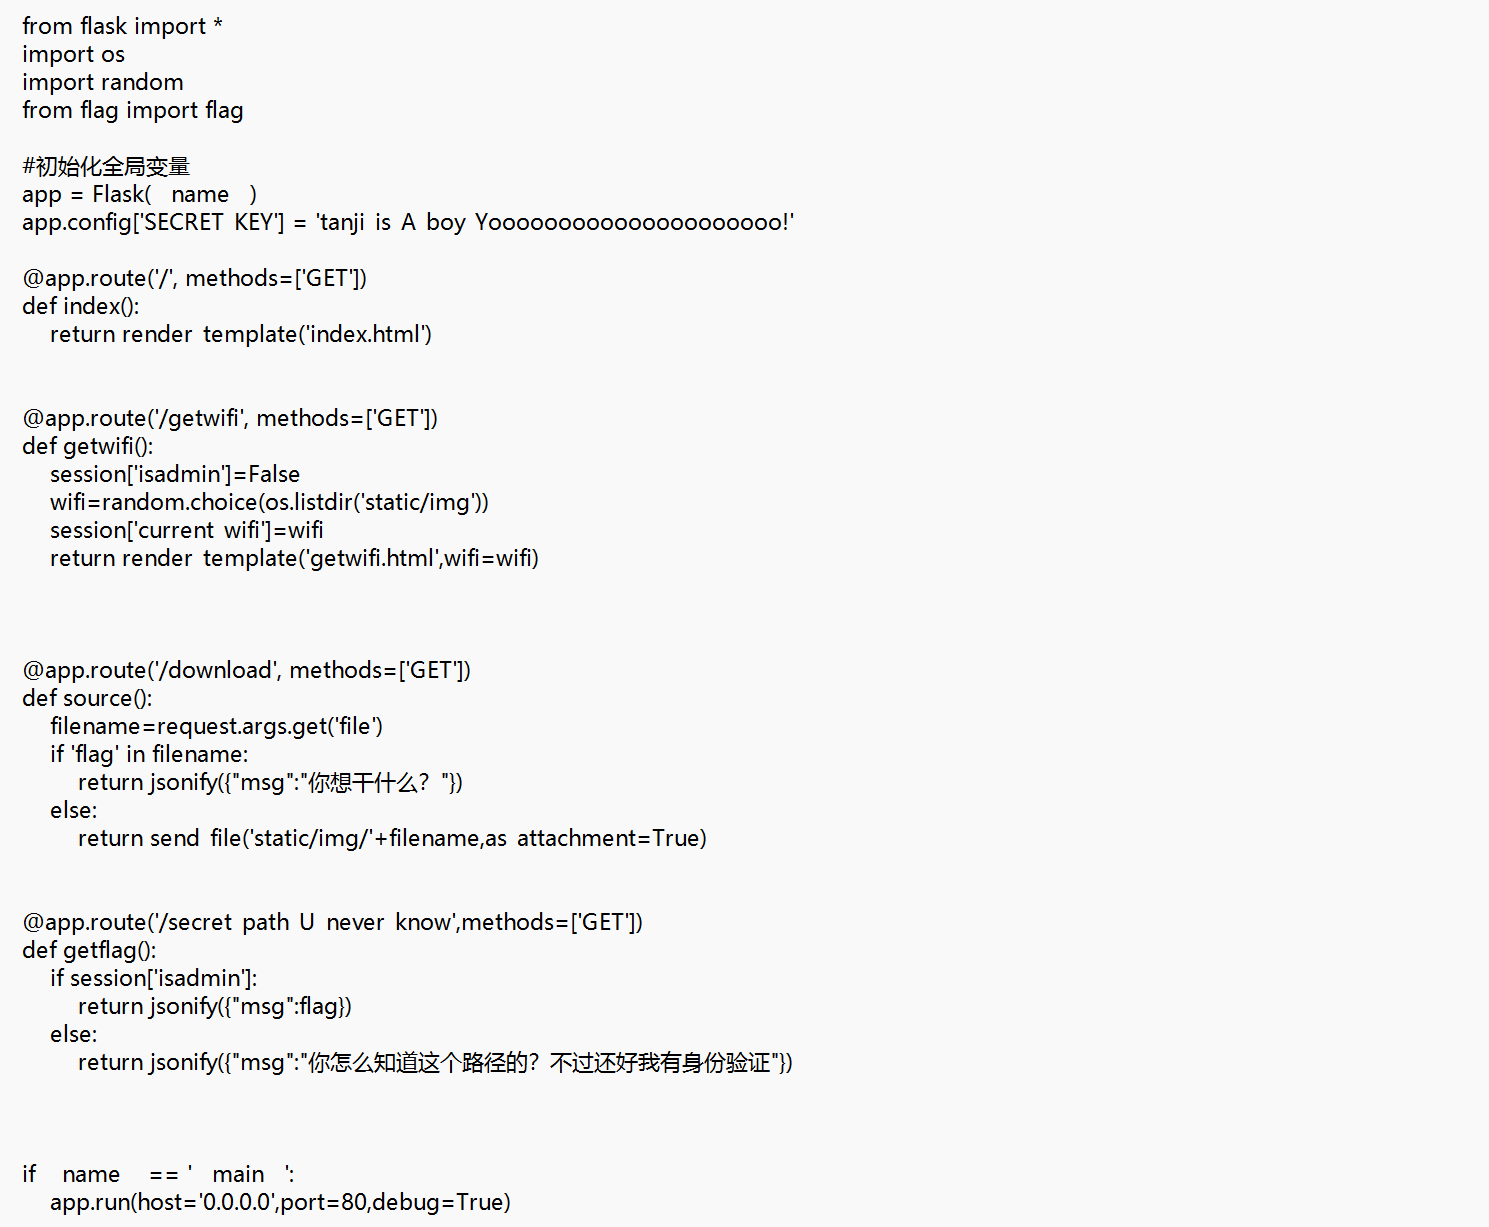 from flask import *
import os
import random
from flag import flag
#初始化全局变量
app = Flask(  name  )
app.config['SECRET KEY'] = 'tanji is A boy Yooooooooooooooooooooo!'
@app.route('/', methods=['GET'])
def index():
    return render template('index.html')
@app.route('/getwifi', methods=['GET'])
def getwifi():
    session['isadmin']=False
    wifi=random.choice(os.listdir('static/img'))
    session['current wifi']=wifi
    return render template('getwifi.html',wifi=wifi)
@app.route('/download', methods=['GET'])
def source():
    filename=request.args.get('file')
    if 'flag' in filename:
        return jsonify({"msg":"你想干什么？"})
    else:
        return send file('static/img/'+filename,as attachment=True)
@app.route('/secret path U never know',methods=['GET'])
def getflag():
    if session['isadmin']:
        return jsonify({"msg":flag})
    else:
        return jsonify({"msg":"你怎么知道这个路径的？不过还好我有身份验证"})
if  name  == '  main  ':
    app.run(host='0.0.0.0',port=80,debug=True)